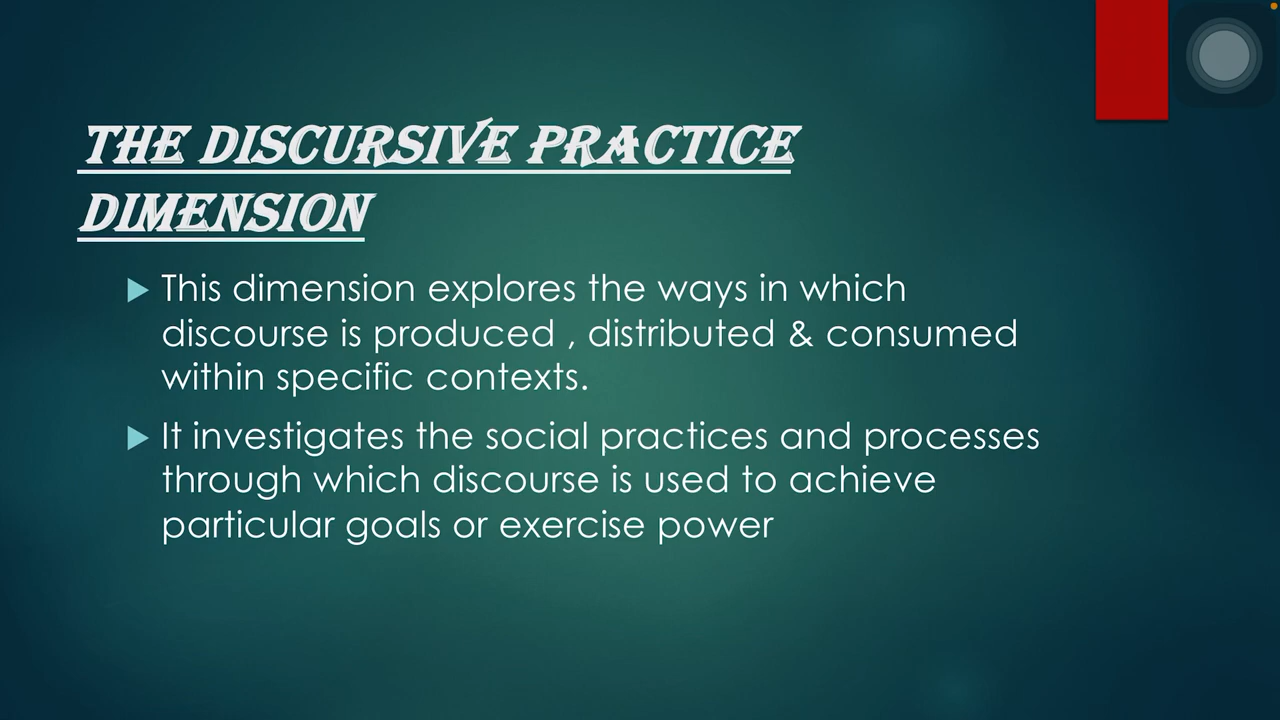 THE DISCURSIVE PRACTICE
DIMENSION
This dimension explores the ways in which
discourse is produced , distributed & consumed
within specific contexts.
It investigates the social practices and processes
through which discourse is used to achieve
particular goals or exercise power